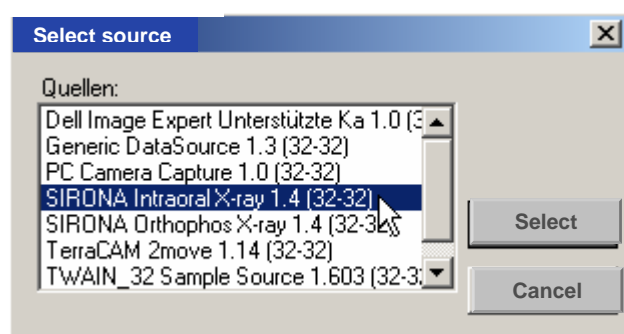 Select source
Quellen:
Dell Image Expert Unterstützte Ka 1.0 (3
Generic DataSource 1.3 (32-32)
PC Camera Capture 1.0 (32-32)
SIRONA Intraoral X-ray 1.4 (32-32)
SIRONA Orthophos X-ray 1.4 (32-32)
TerraCAM 2move 1.14 (32-32)
TWAIN_32 Sample Source 1.603 (32-3
Select
Cancel